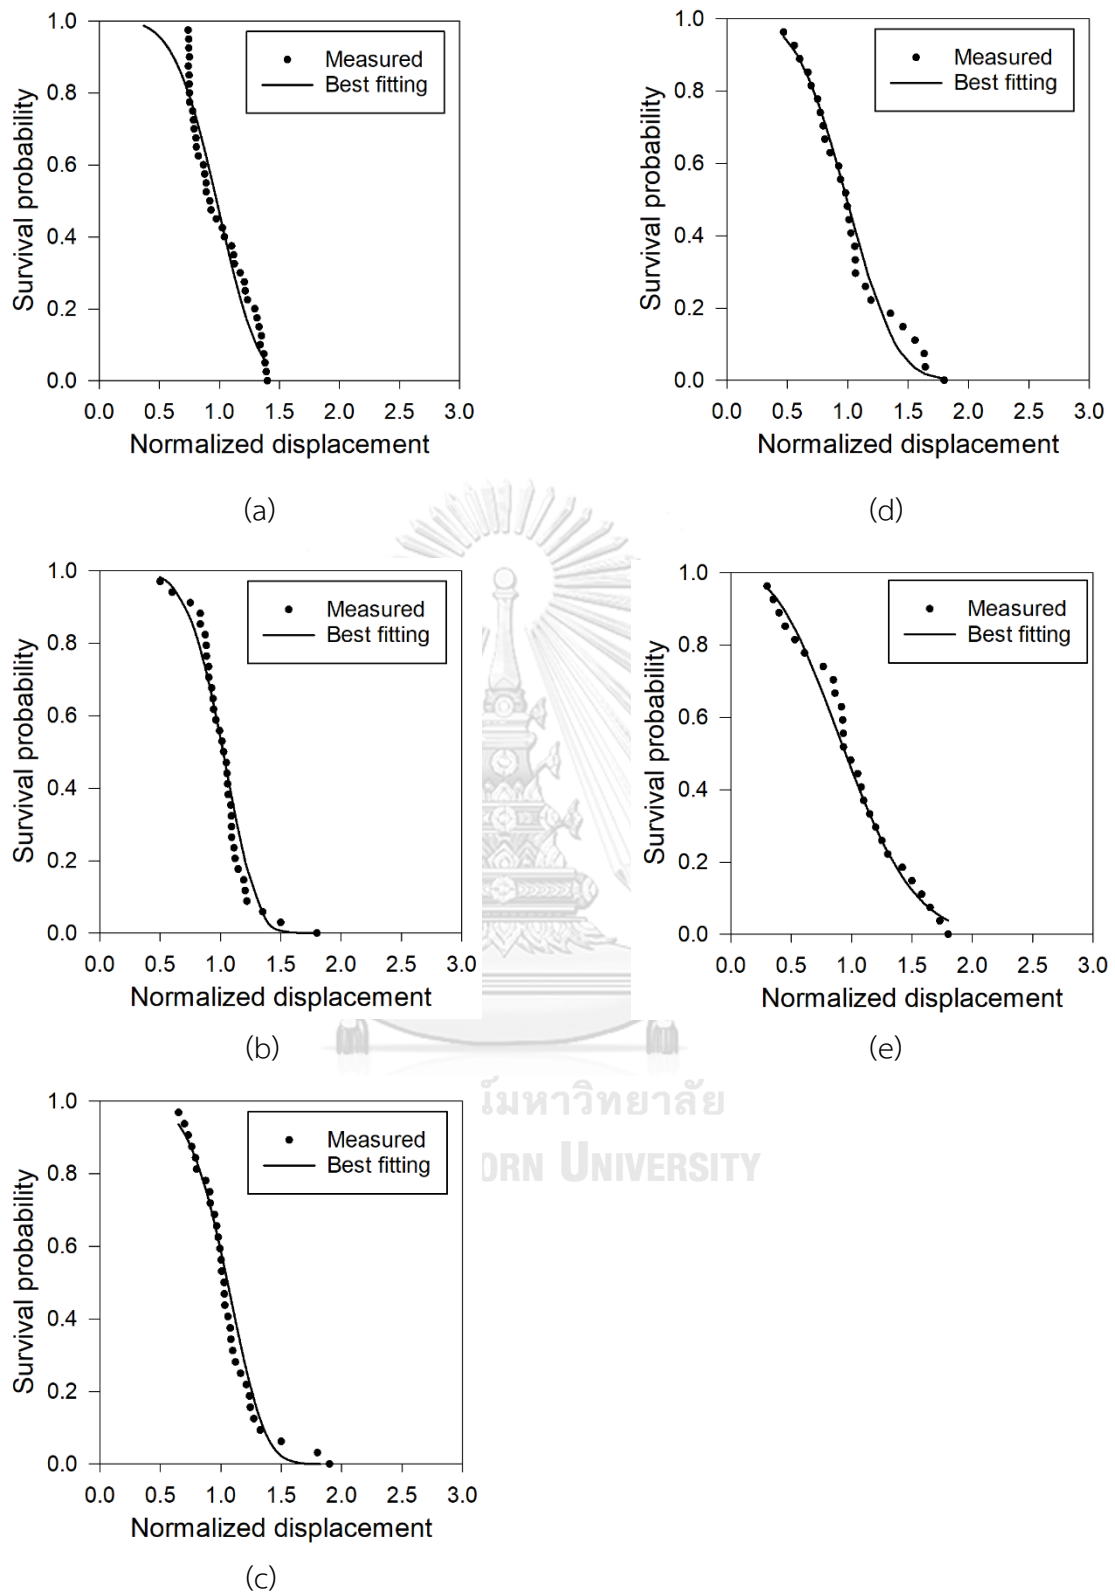 1.0
0.8
0.6
0.4
0.2
0.0
Survival probability
Measured
Best fitting
0.0 0.5 1.0 1.5 2.0 2.5 3.0
Normalized displacement
(a)
1.0
0.8
0.6
0.4
0.2
0.0
Survival probability
Measured
Best fitting
0.0 0.5 1.0 1.5 2.0 2.5 3.0
Normalized displacement
(d)
1.0
0.8
0.6
0.4
0.2
0.0
Survival probability
Measured
Best fitting
0.0 0.5 1.0 1.5 2.0 2.5 3.0
Normalized displacement
(b)
1.0
0.8
0.6
0.4
0.2
0.0
Survival probability
Measured
Best fitting
0.0 0.5 1.0 1.5 2.0 2.5 3.0
Normalized displacement
(e)
1.0
0.8
0.6
0.4
0.2
0.0
Survival probability
Measured
Best fitting
0.0 0.5 1.0 1.5 2.0 2.5 3.0
Normalized displacement
(c)
มหาวิทยาลัย
UNIVERSITY